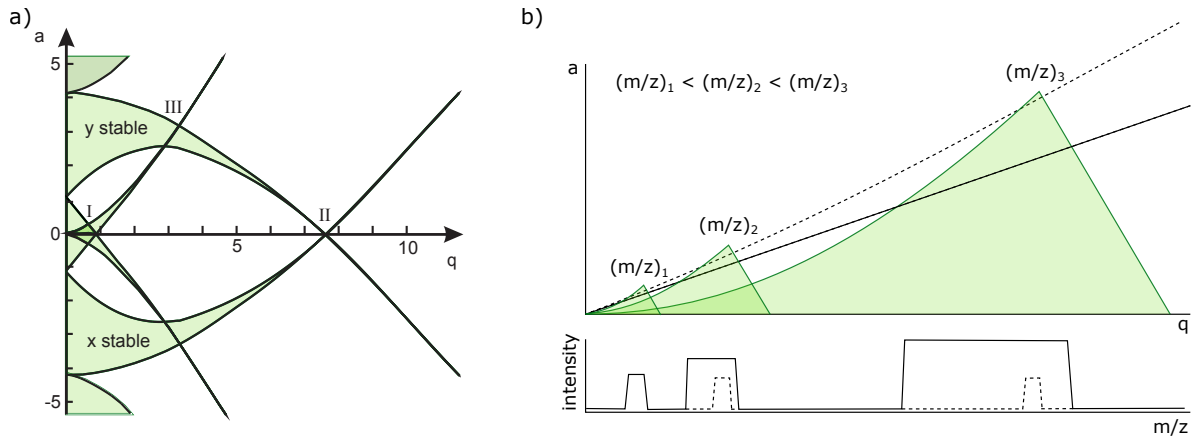 a)
a
5
III
y stable
I
II
0
5
10
q
x stable
-5
b)
a
(m/z)1 < (m/z)2 < (m/z)3
(m/z)3
(m/z)2
(m/z)1
q
intensity
m/z